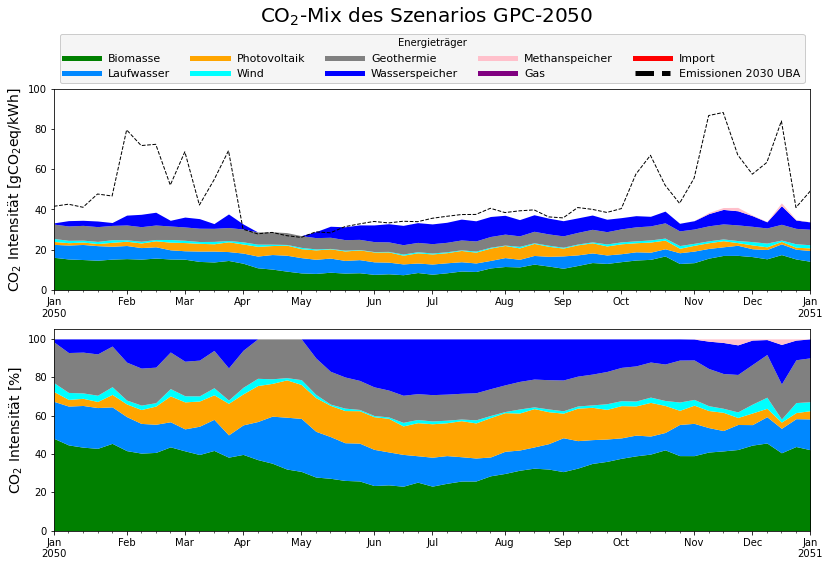 CO₂-Mix des Szenarios GPC-2050
Energieträger
Biomasse Photovoltaik Geothermie Methanspeicher Import
Laufwasser Wind Wasserspeicher Gas Emissionen 2030 UBA
CO₂ Intensität [gCO₂eq/kWh]
100
80
60
40
20
0
Jan Feb Mar Apr May Jun Jul Aug Sep Oct Nov Dec Jan
2050 2051
CO₂ Intensität [%]
100
80
60
40
20
0
Jan Feb Mar Apr May Jun Jul Aug Sep Oct Nov Dec Jan
2050 2051